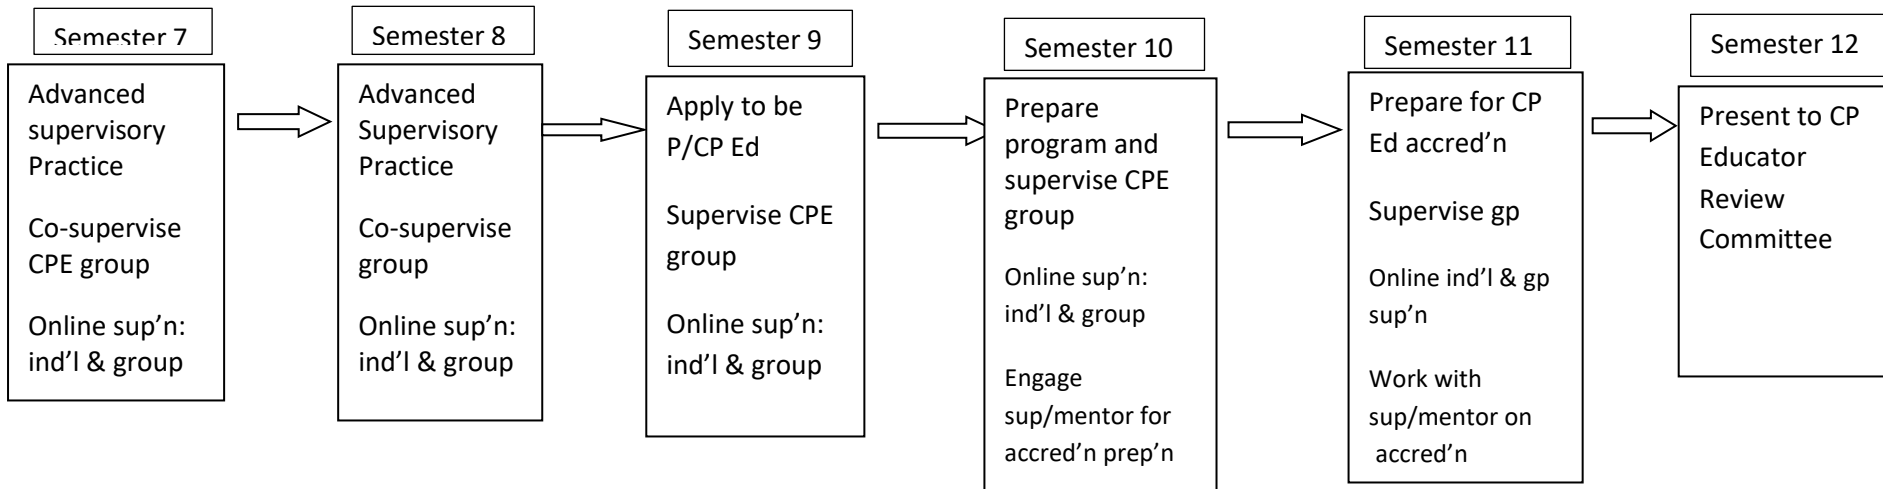 Semester 7
Advanced
supervisory
Practice
Co-supervise
CPE group
Online sup’n:
ind’l & group
Semester 8
Advanced
Supervisory
Practice
Co-supervise
group
Online sup’n:
ind’l & group
Semester 9
Apply to be
P/CP Ed
Supervise CPE
group
Online sup’n:
ind’l & group
Semester 10
Prepare
program and
supervise CPE
group
Online sup’n:
ind’l & group
Engage
sup/mentor for
accred’n prep’n
Semester 11
Prepare for CP
Ed accred’n
Supervise gp
Online ind’l & gp
sup’n
Work with
sup/mentor on
accred’n
Semester 12
Present to CP
Educator
Review
Committee